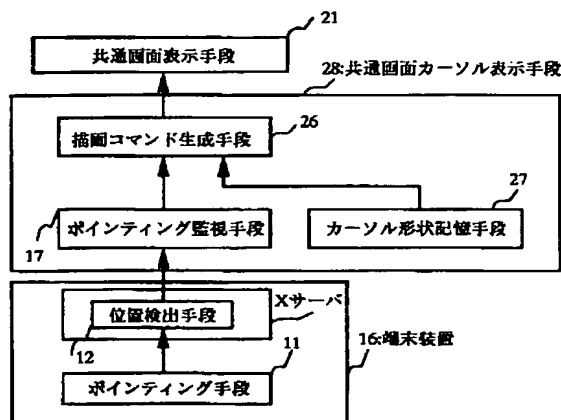 21
共通画面表示手段
28:共通画面カーソル表示手段
26
描画コマンド生成手段
27
ポインティング監視手段
カーソル形状記憶手段
17
Xサーバ
位置検出手段
12
11
16:端末装置
ポインティング手段